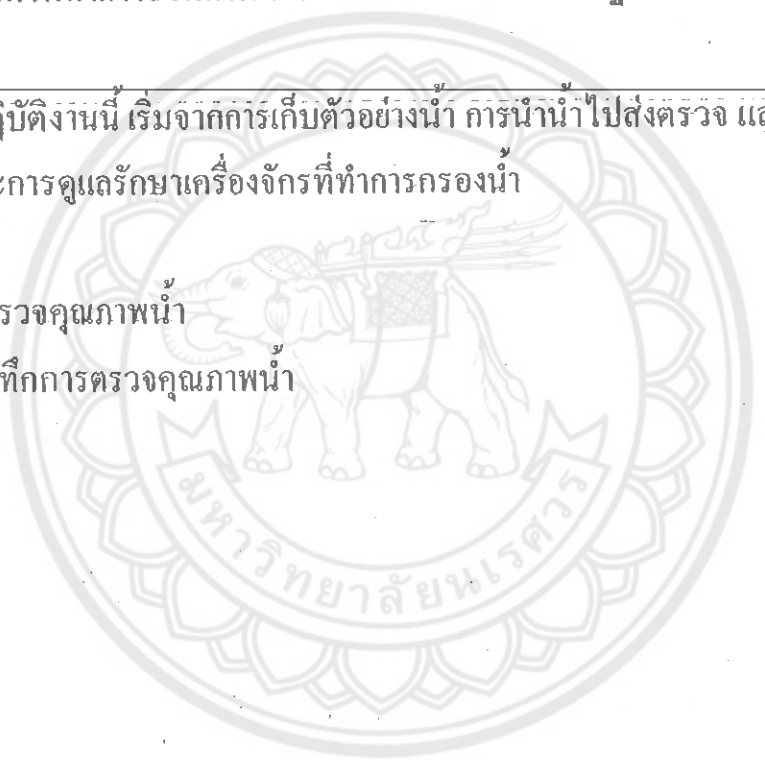 บัติงานนี้ เริ่มจากการเก็บตัวอย่างน้ำ การนำน้ำไปส่งตรวจ
การดูแลรักษาเครื่องจักรที่ทำการกรองน้ำ
รวจคุณภาพน้ำ
ทึกการตรวจคุณภาพน้ำ
มหาวิทยาลัยนเรศวร